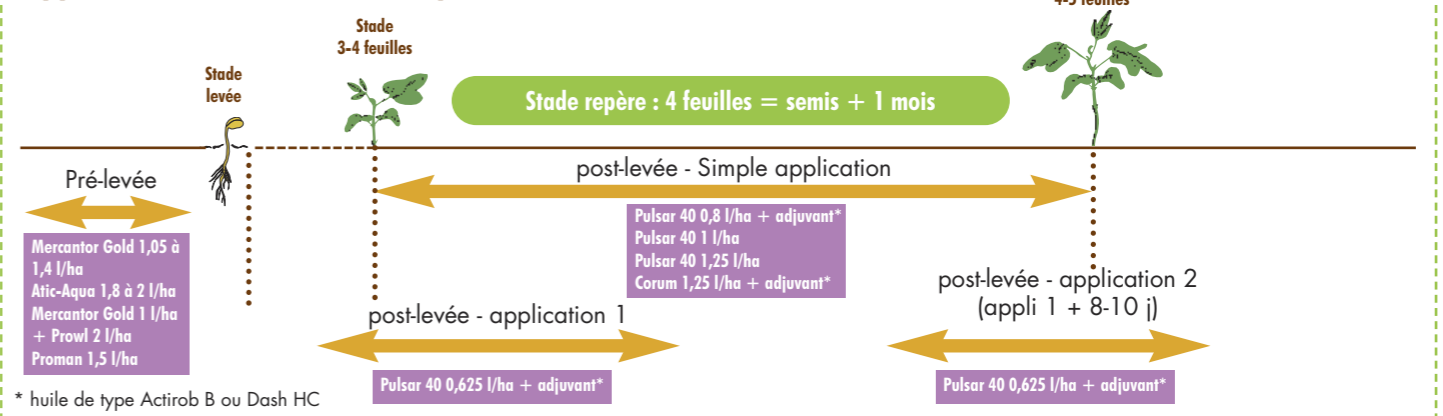 4-5 feuilles
Stade
3-4 feuilles
Stade
levée
Stade repère : 4 feuilles = semis + 1 mois
Pré-levée
post-levée - Simple application
Mercantor Gold 1,05 à
1,4 l/ha
Atic-Aqua 1,8 à 2 l/ha
Mercantor Gold 1 l/ha
+ Prowl 2 l/ha
Proman 1,5 l/ha
Pulsar 40 0,8 l/ha + adjuvant*
Pulsar 40 1 l/ha
Pulsar 40 1,25 l/ha
Corum 1,25 l/ha + adjuvant*
post-levée - application 1
Pulsar 40 0,625 l/ha + adjuvant*
post-levée - application 2
(appli 1 + 8-10 j)
Pulsar 40 0,625 l/ha + adjuvant*
* huile de type Actirob B ou Dash HC